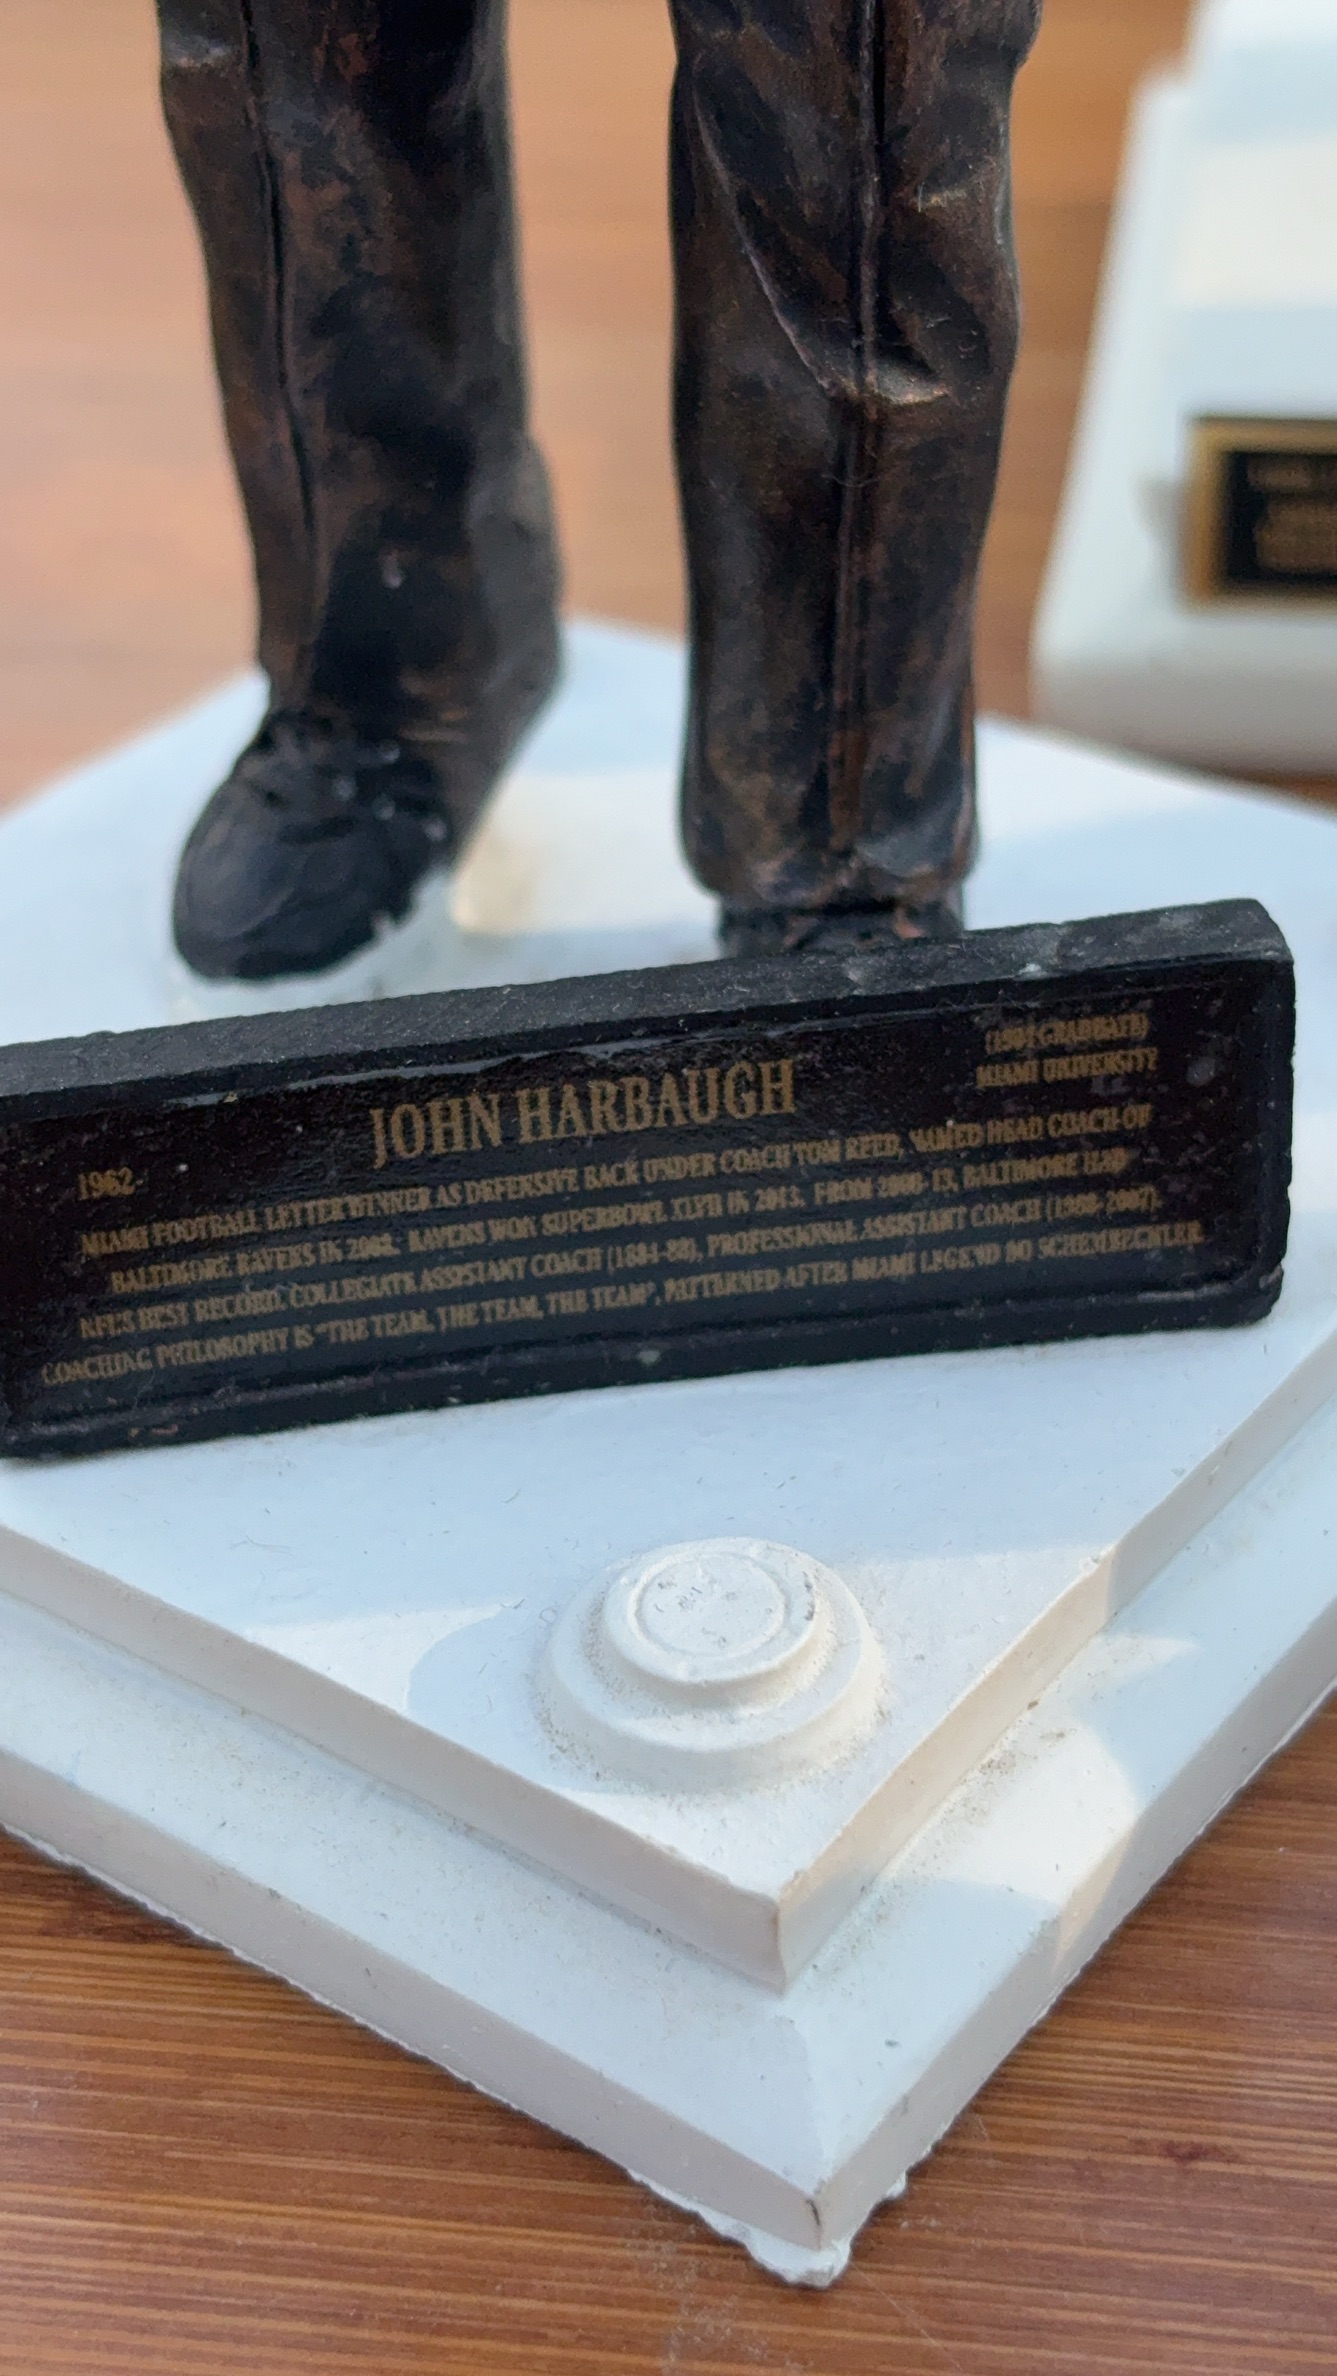 JOHN HARBAUGH
(1984 GRADUATE)
1962-
MIAMI UNIVERSITY
MIAMI FOOTBALL LETTERWINNER AS DEFENSIVE BACK UNDER COACH TOM REED, NAMED HEAD COACH OF
BALTIMORE RAVENS IN 2008. RAVENS WON SUPERBOWL XLVII IN 2013. FROM 2008-13, BALTIMORE HAD
NFL'S BEST RECORD. COLLEGIATE ASSISTANT COACH (1884-88), PROFESSIONAL ASSISTANT COACH (1988-2007).
COACHING PHILOSOPHY IS "THE TEAM, THE TEAM, THE TEAM", PATTERNED AFTER MIAMI LEGEND BO SCHEMBECHLER.